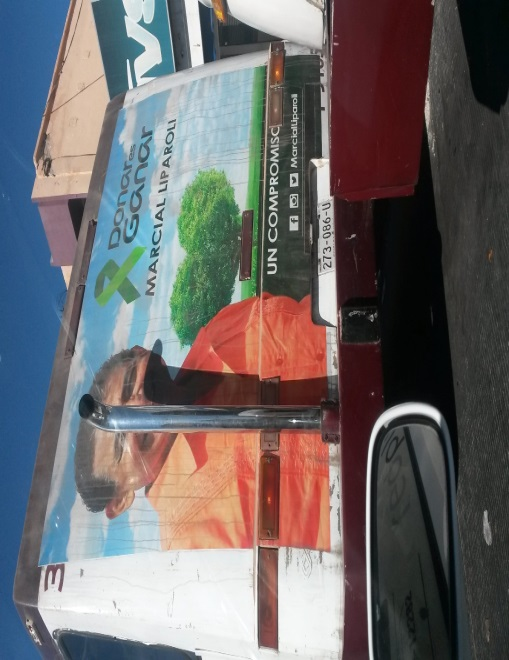 Donar es
Ganar
MARCIAL LIPAROLI
UN COMPROMISO
MarcialLiparoli
273-086-U
3